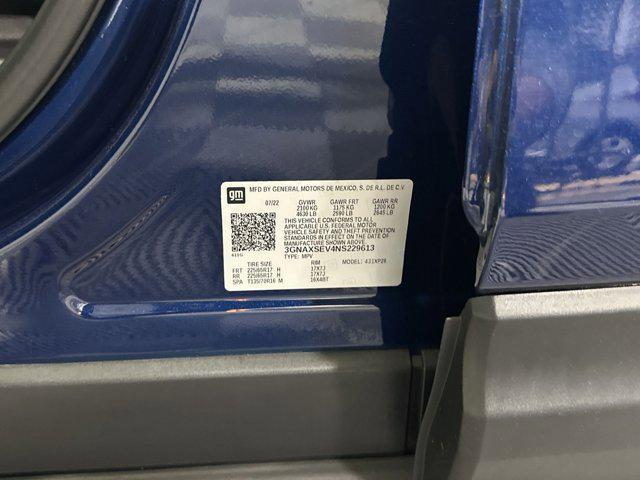 gm MFD BY GENERAL MOTORS DE MEXICO, S. DE R.L. DE C.V.
07/22 GVWR GAWR FRT GAWR RR
2100 KG 1175 KG 1200 KG
4630 LB 2590 LB 2645 LB
THIS VEHICLE CONFORMS TO ALL
APPLICABLE U.S. FEDERAL MOTOR
VEHICLE SAFETY AND THEFT PREVENTION
STANDARDS IN EFFECT ON THE DATE OF
MANUFACTURE SHOWN ABOVE.
3GNAXSEV4NS229613
TYPE: MPV MODEL:
TIRE SIZE RIM
FRT 225/65R17 H 17X7J
RR 225/65R17 H 17X7J
SPA T135/70R16 M 16X4BT